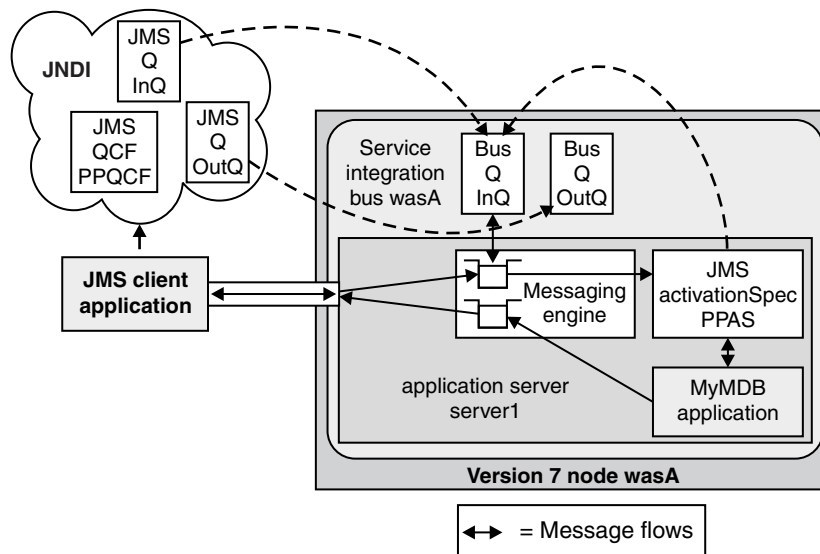 JNDI
JMS
Q
InQ
JMS
QCF
PPQCF
JMS
Q
OutQ
Service
integration
bus wasA
Bus
Q
InQ
Bus
Q
OutQ
JMS client
application
Messaging
engine
JMS
activationSpec
PPAS
application server
server1
MyMDB
application
Version 7 node wasA
= Message flows